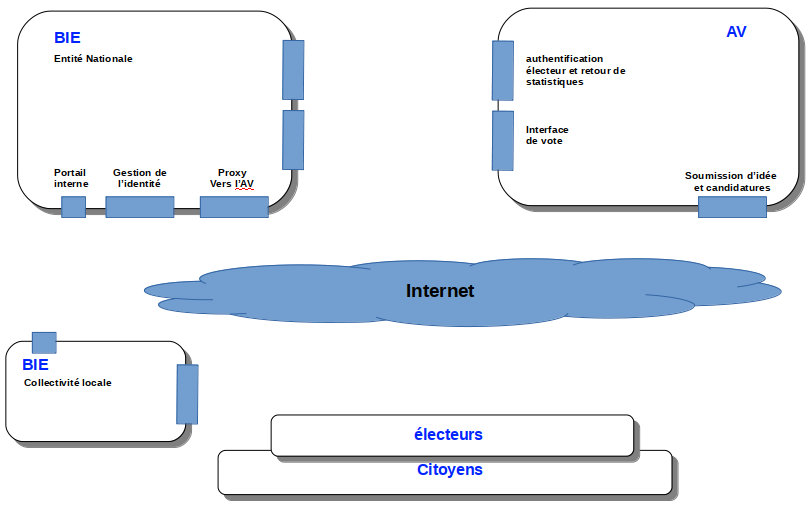 BIE
Entité Nationale
AV
authentification
électeur et retour de
statistiques
Interface
de vote
Portail
interne
Gestion de
l'identité
Proxy
Vers l'AV
Soumission d'idée
et candidatures
Internet
BIE
Collectivité locale
électeurs
Citoyens